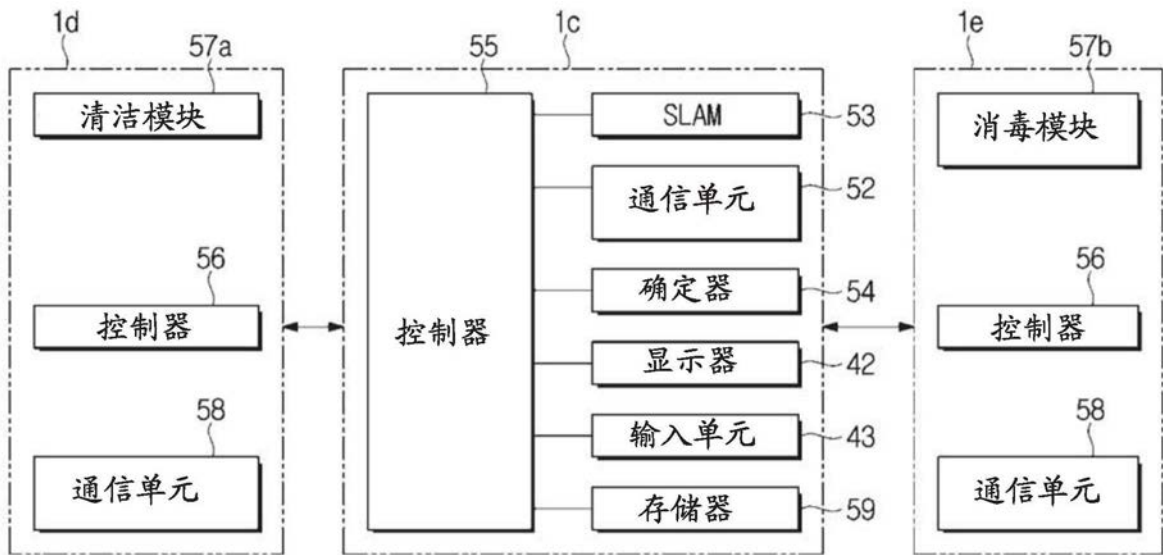 1d
57a
清洁模块
56
控制器
58
通信单元
1c
55
控制器
SLAM
53
通信单元
52
确定器
54
显示器
42
输入单元
43
存储器
59
1e
57b
消毒模块
56
控制器
58
通信单元